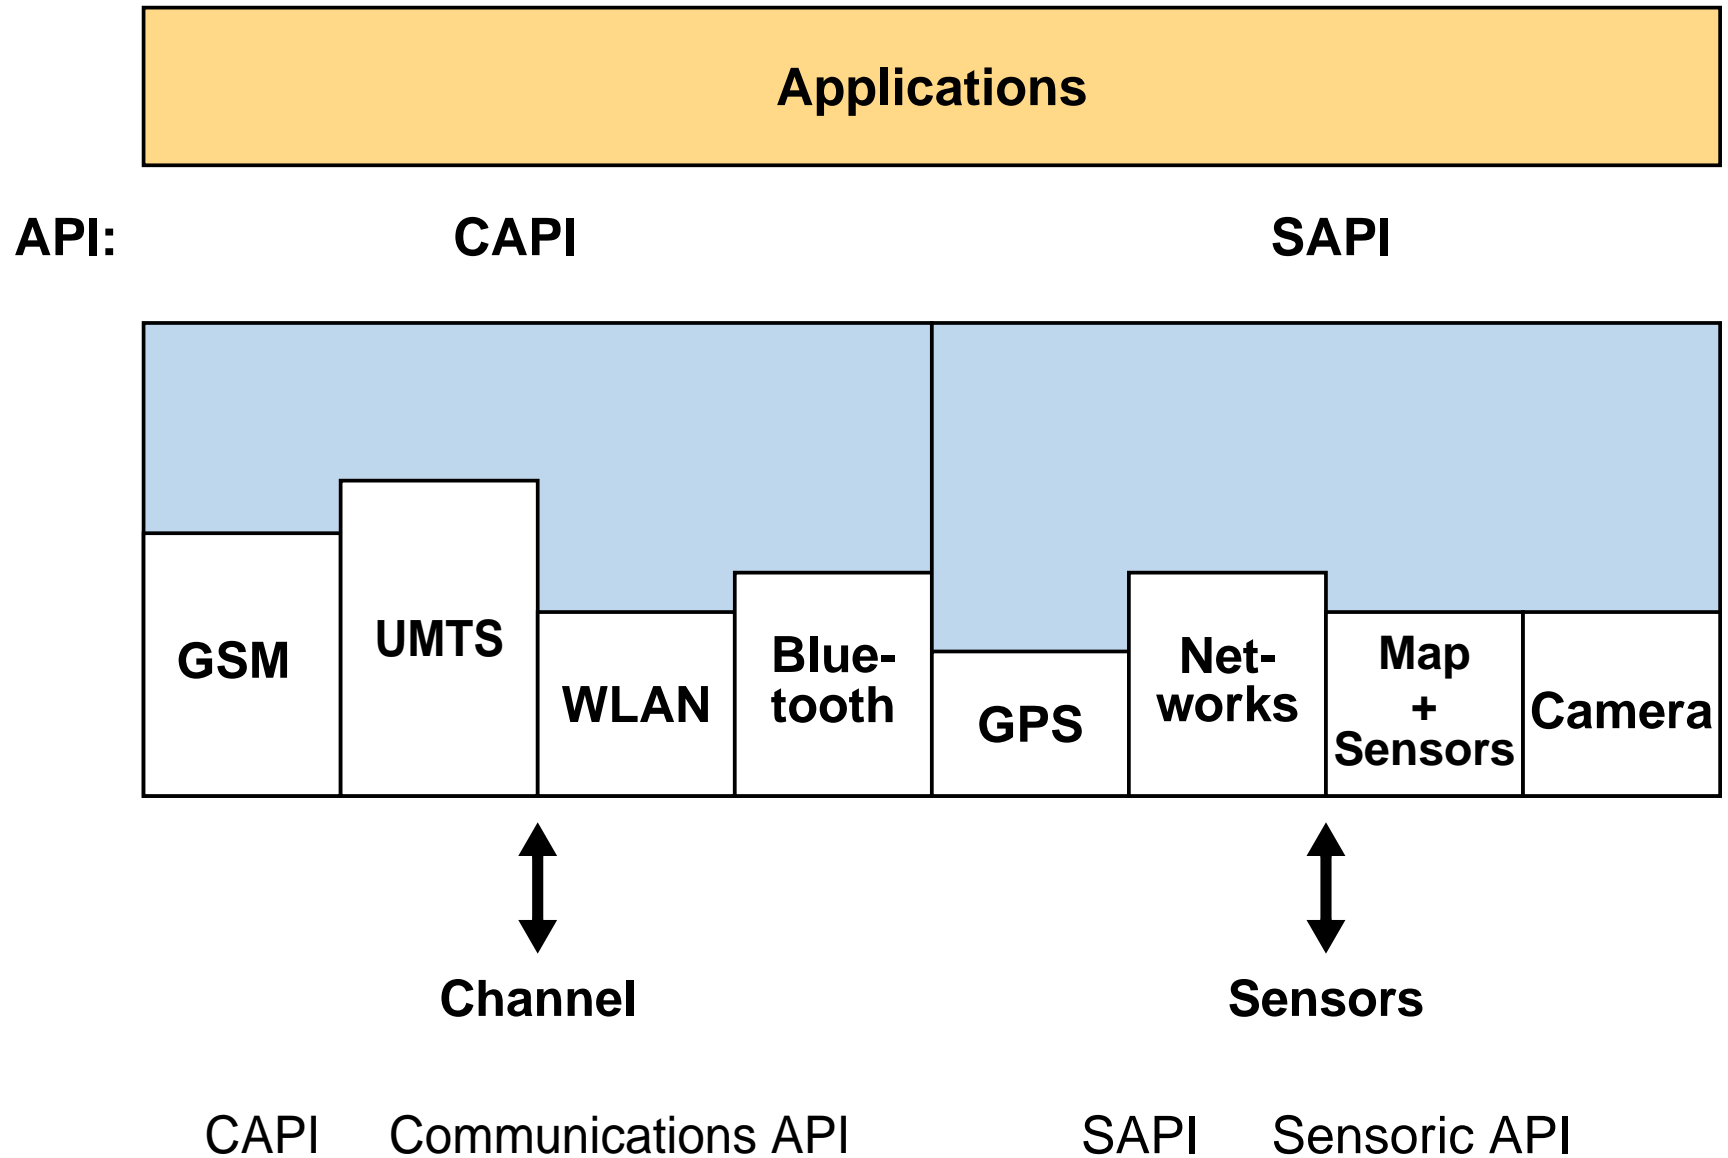 Applications
API: CAPI SAPI
GSM
UMTS
WLAN
Blue-
tooth
GPS
Net-
works
Map
+
Sensors
Camera
Channel
Sensors
CAPI Communications API SAPI Sensoric API